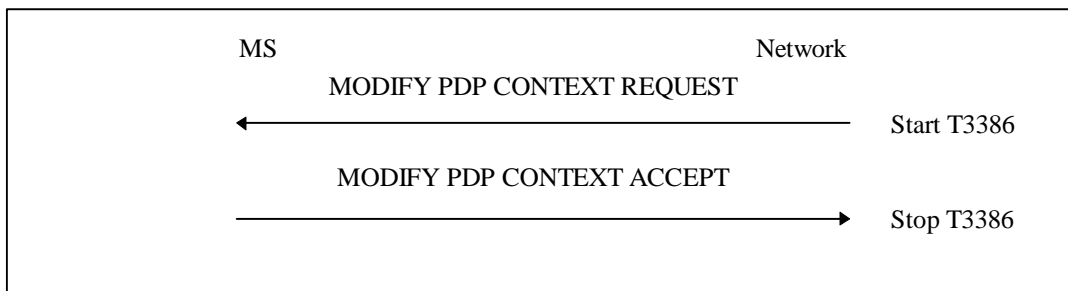 MS Network
MODIFY PDP CONTEXT REQUEST
Start T3386
MODIFY PDP CONTEXT ACCEPT
Stop T3386